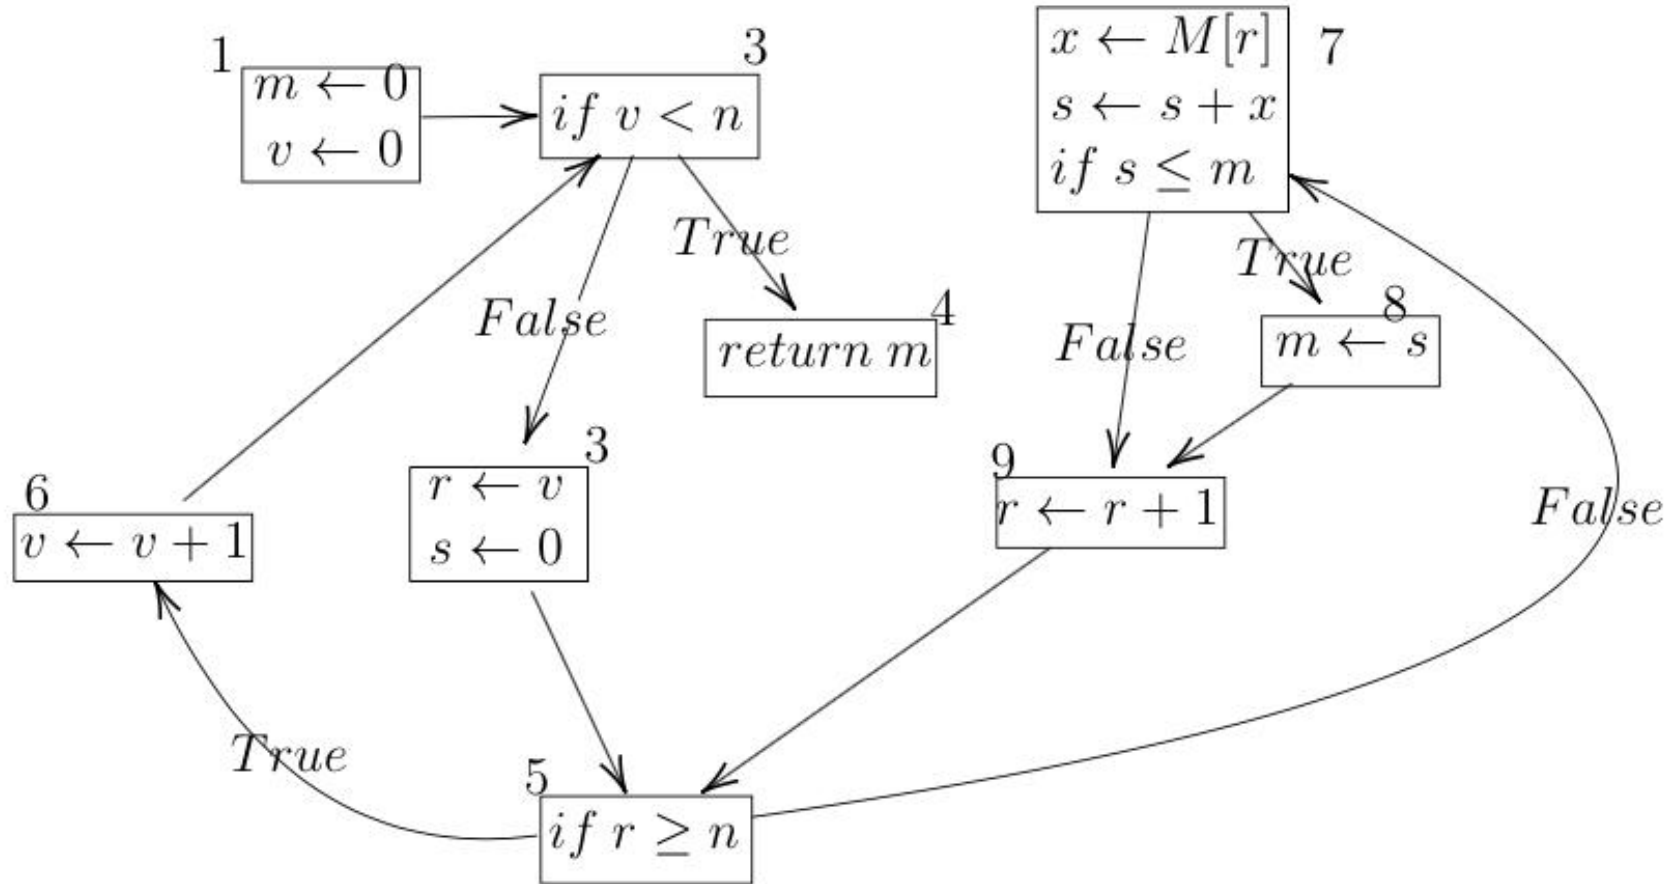 1
m ← 0
v ← 0
3
if v < n
x ← M[r]
s ← s + x
if s ≤ m
7
True
False
4
return m
True
False
8
m ← s
6
v ← v + 1
3
r ← v
s ← 0
9
r ← r + 1
False
True
5
if r ≥ n